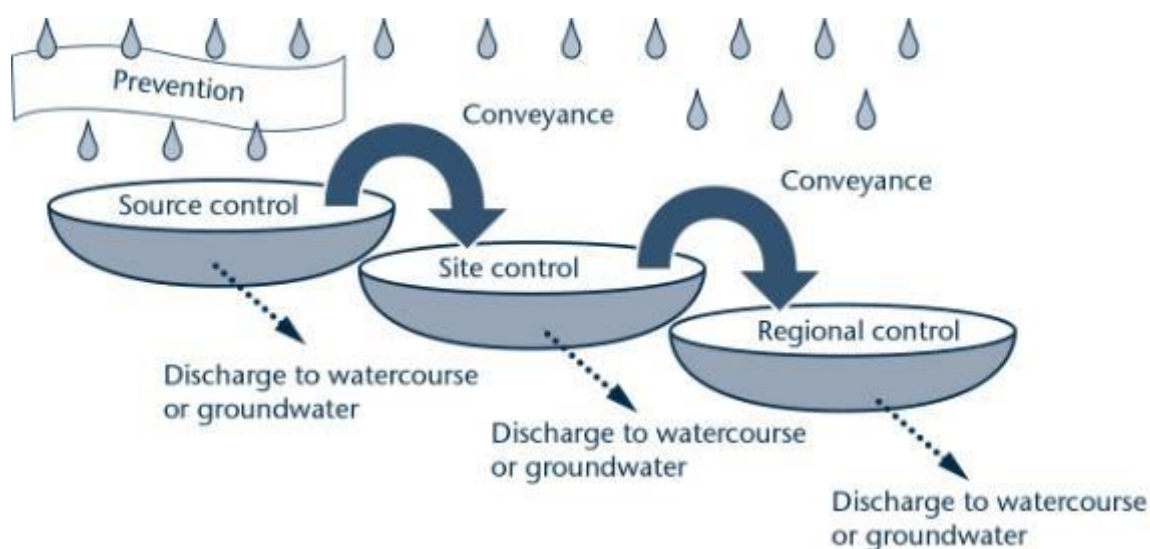 Prevention
Conveyance
Conveyance
Source control
Site control
Regional control
Discharge to watercourse
or groundwater
Discharge to watercourse
or groundwater
Discharge to watercourse
or groundwater